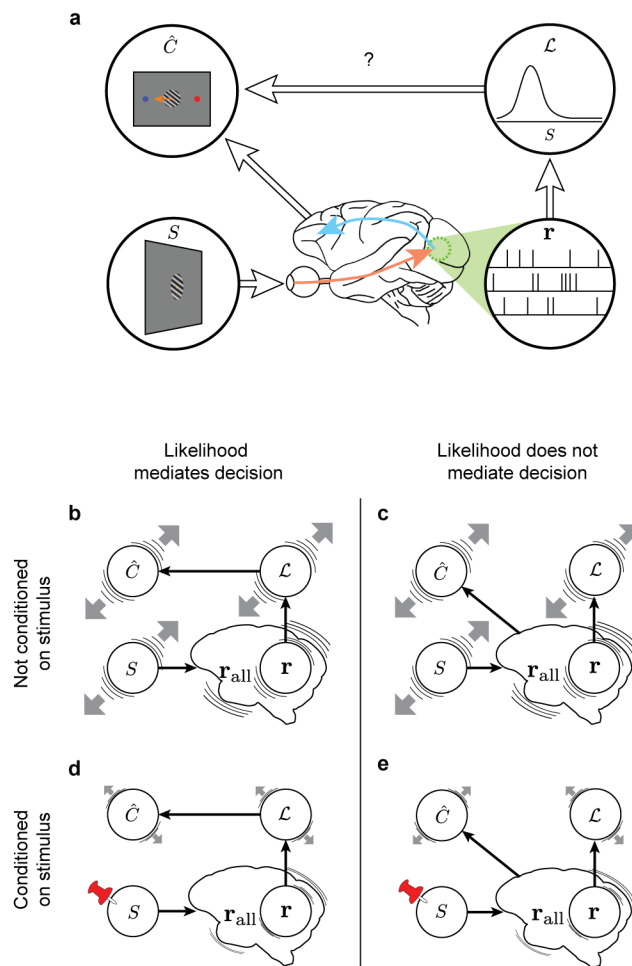 a
Ĉ
?
ℒ
S
S
r
Likelihood
mediates decision
Likelihood does not
mediate decision
Not conditioned
on stimulus
b
Ĉ
ℒ
S
r_all
r
c
Ĉ
ℒ
S
r_all
r
Conditioned
on stimulus
d
Ĉ
ℒ
S
r_all
r
e
Ĉ
ℒ
S
r_all
r